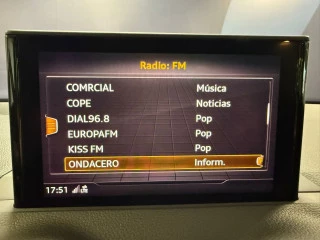 Radio: FM
COMRCIAL Música
COPE Noticias
DIAL96.8 Pop
EUROPAFM Pop
KISS FM Pop
ONDACERO Inform.
17:51